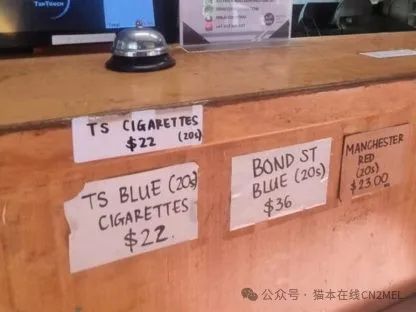 TS CIGARETTES
$22 (20s)
TS BLUE (20s)
CIGARETTES
$22.
BOND ST
BLUE (20s)
$36
MANCHESTER
RED
(20s)
$23.00
公众号 · 猫本在线CN2MEL